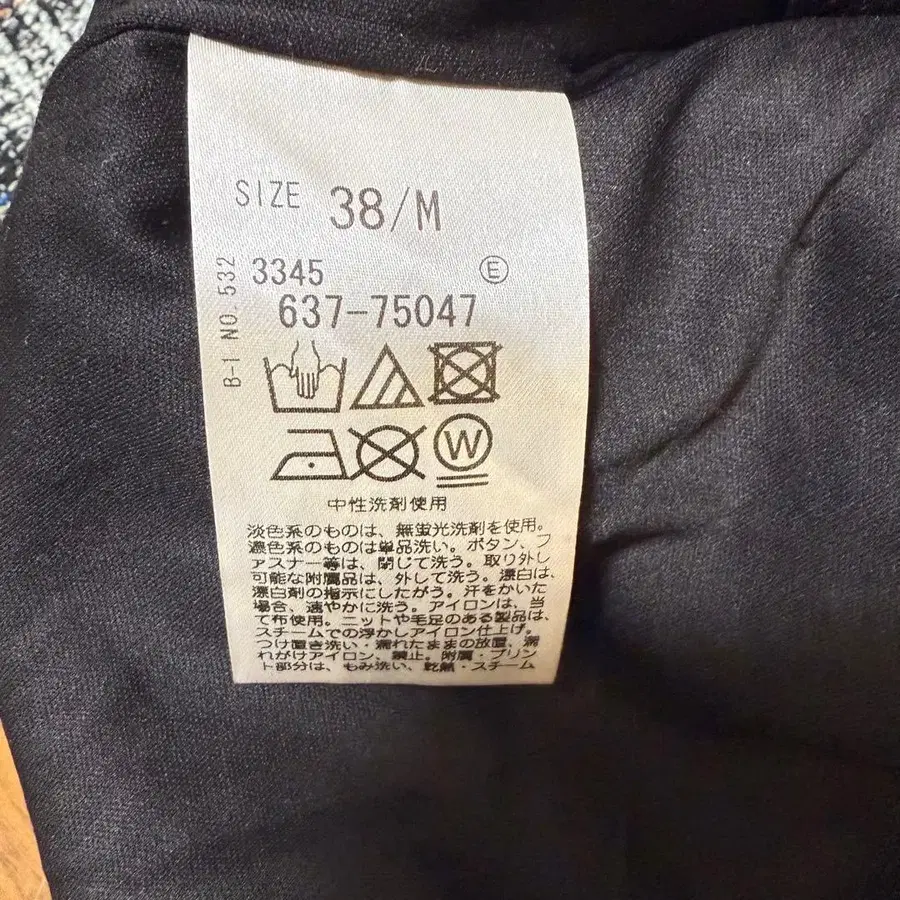 SIZE 38/M
B-1 NO. 532
3345 Ⓔ
637-75047
W
中性洗剤使用
淡色系のものは、無蛍光洗剤を使用。
濃色系のものは単品洗い。ボタン、フ
ァスナー等は、閉じて洗う。取り外し
可能な附属品は、外して洗う。漂白は、
漂白剤の指示にしたがう。汗をかいた
場合、速やかに洗う。アイロンは、当
て布使用。ニットや毛足のある製品は、
スチームでの浮かしアイロン仕上げ。
つけ置き洗い・濡れたままの放置、濡
れがけアイロン、禁止。附属・プリン
ト部分は、もみ洗い、乾熱・スチーム